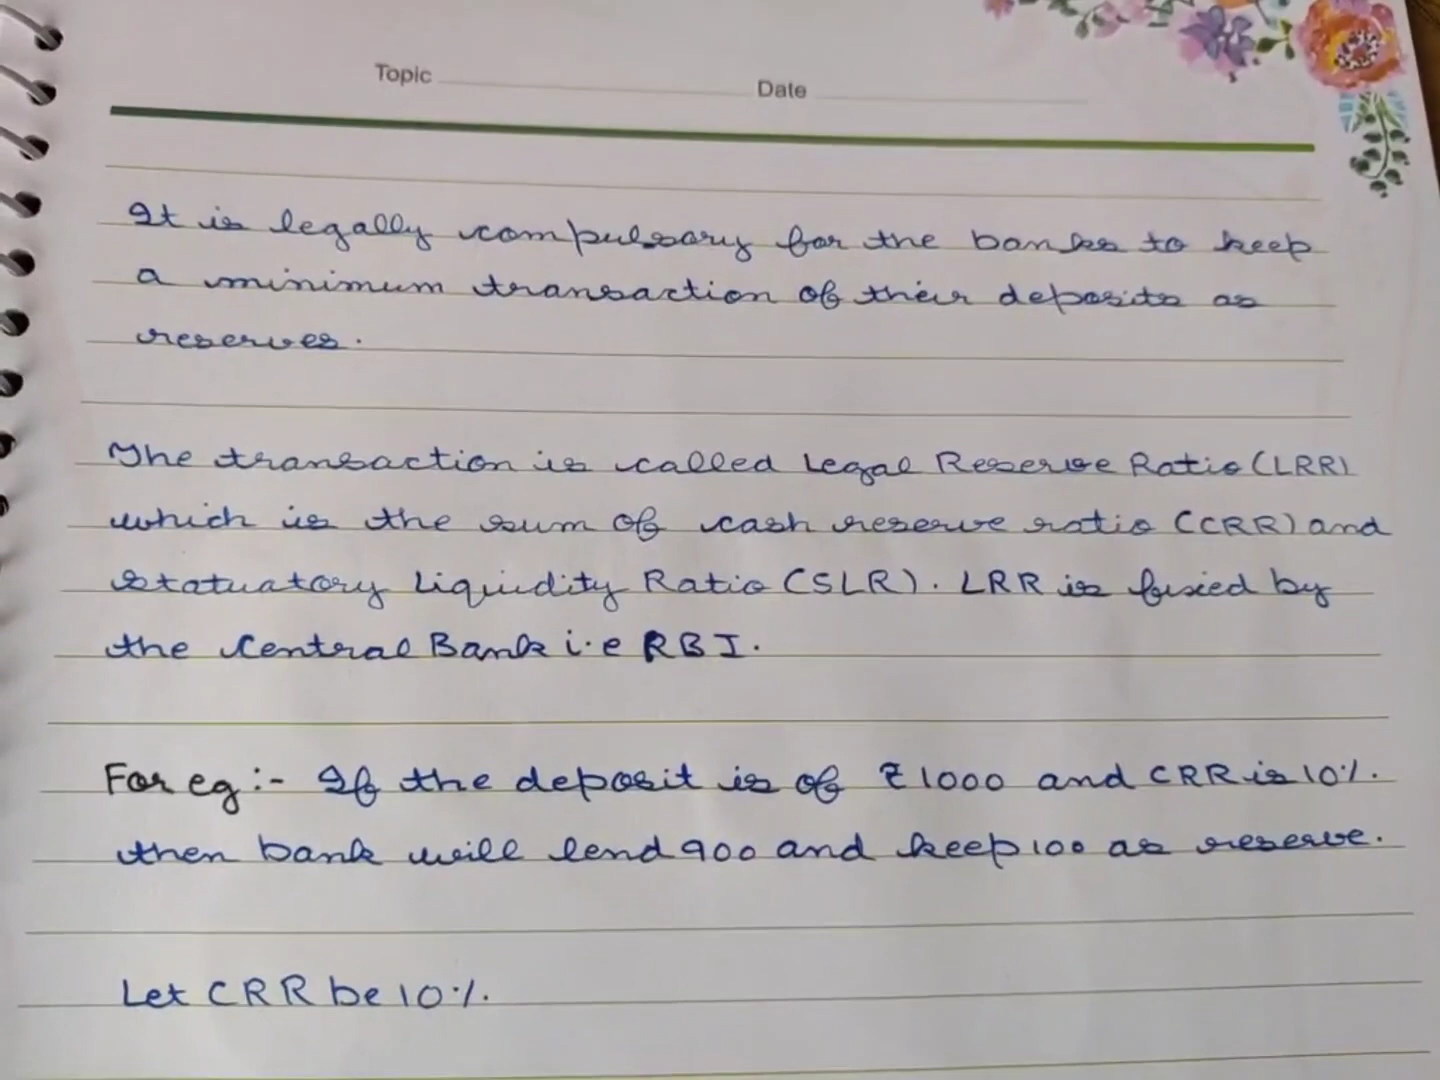 Topic Date
It is legally compulsory for the banks to keep
a minimum transaction of their deposits as
reserves.
The transaction is called Legal Reserve Ratio (LRR)
which is the sum of cash reserve ratio (CRR) and
Statuatory Liquidity Ratio (SLR). LRR is fixed by
the Central Bank i.e RBI.
For eg :- If the deposit is of ₹1000 and CRR is 10%.
then bank will lend 900 and keep 100 as reserve.
Let CRR be 10%.